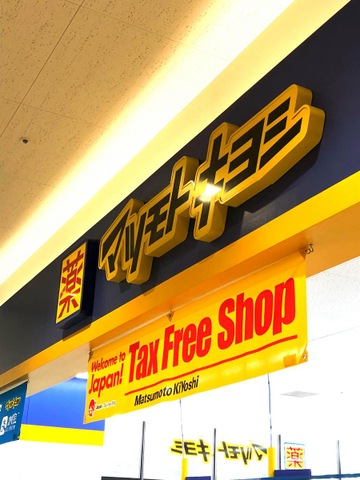 薬
マツモトキヨシ
Welcome to
Japan!
Tax Free Shop
Matsumoto KiYoshi
マツモトキヨシ
薬